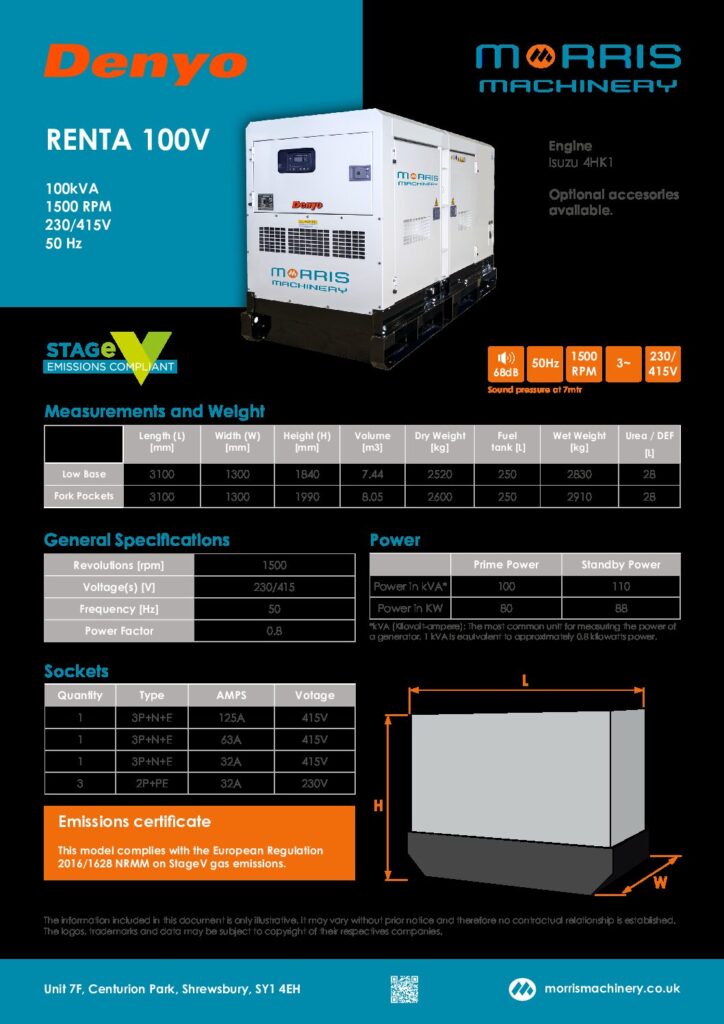 Denyo
MORRIS
MACHINERY
RENTA 100V
100kVA
1500 RPM
230/415V
50 Hz
Engine
Isuzu 4HK1
Optional accesories
available.
Denyo
MORRIS
MACHINERY
MORRIS
MACHINERY
STAGe V
EMISSIONS COMPLIANT
68dB
50Hz
1500
RPM
3~
230/
415V
Sound pressure at 7mtr
Measurements and Weight
Length (L) [mm] Width (W) [mm] Height (H) [mm] Volume [m3] Dry Weight [kg] Fuel tank [L] Wet Weight [kg] Urea / DEF [L]
Low Base 3100 1300 1840 7.44 2520 250 2830 28
Fork Pockets 3100 1300 1990 8.05 2600 250 2910 28
General Specifications
Revolutions [rpm] 1500
Voltage(s) [V] 230/415
Frequency [Hz] 50
Power Factor 0.8
Power
Prime Power Standby Power
Power in kVA* 100 110
Power in KW 80 88
*kVA (Kilovolt-ampere): The most common unit for measuring the power of
a generator. 1 kVA is equivalent to approximately 0.8 kilowatts power.
Sockets
Quantity Type AMPS Votage
1 3P+N+E 125A 415V
1 3P+N+E 63A 415V
1 3P+N+E 32A 415V
3 2P+PE 32A 230V
L
H
W
Emissions certificate
This model complies with the European Regulation
2016/1628 NRMM on StageV gas emissions.
The information included in this document is only illustrative. It may vary without prior notice and therefore no contractual relationship is established.
The logos, trademarks and data may be subject to copyright of their respectives companies.
Unit 7F, Centurion Park, Shrewsbury, SY1 4EH
morrismachinery.co.uk